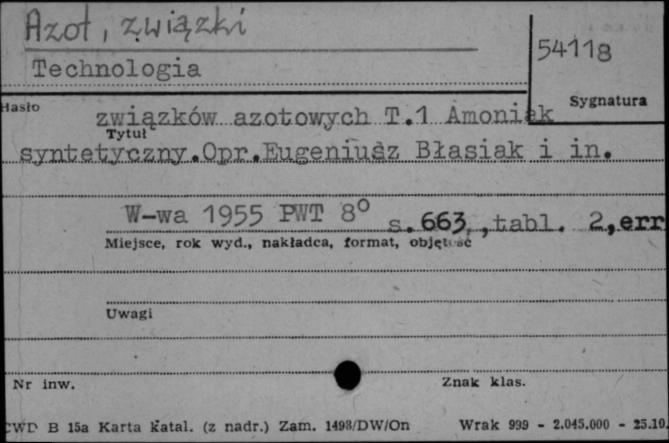 Azot, związki
54118
Technologia
Hasło
Sygnatura
związków azotowych T.1 Amoniak
Tytuł
syntetyczny.Opr.Eugeniusz Błasiak i in.
W-wa 1955 PWT 8° s.663,,tabl. 2,err
Miejsce, rok wyd., nakładca, format, objętość
Uwagi
Nr inw.
Znak klas.
CWD B 15a Karta katal. (z nadr.) Zam. 1498/DW/On Wrak 999 - 2.045.000 - 25.10.